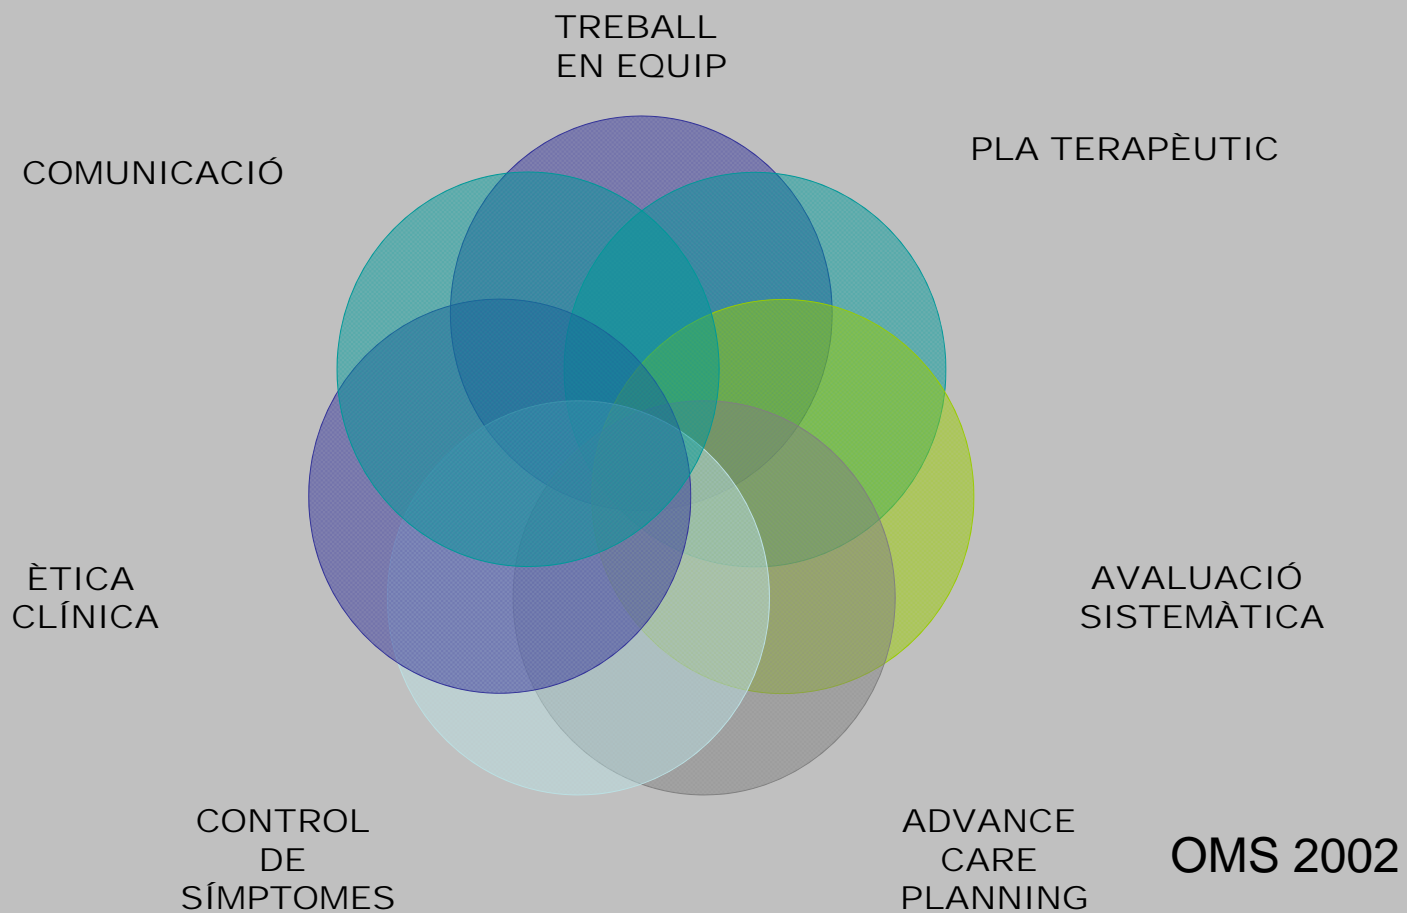 TREBALL
EN EQUIP
PLA TERAPÈUTIC
COMUNICACIÓ
AVALUACIÓ
SISTEMÀTICA
ÈTICA
CLÍNICA
CONTROL
DE
SÍMPTOMES
ADVANCE
CARE
PLANNING
OMS 2002